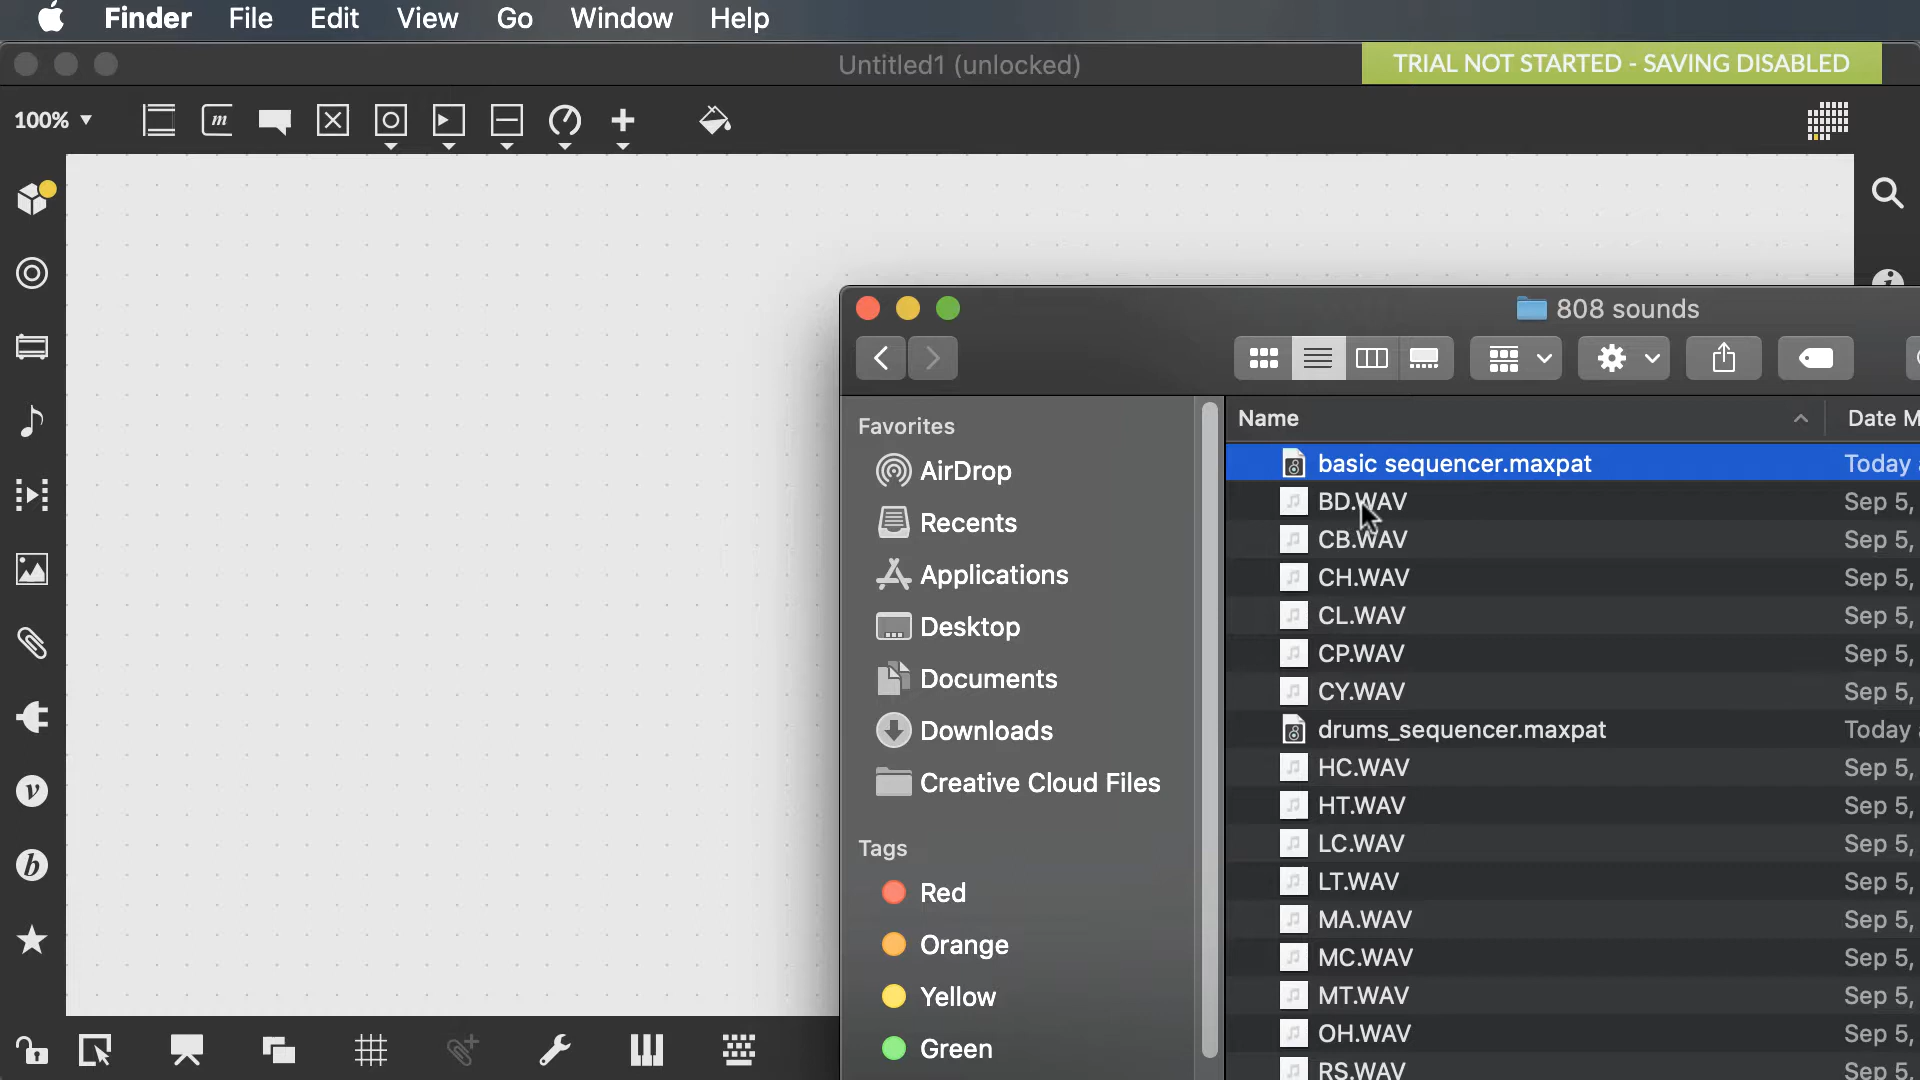 Finder File Edit View Go Window Help
Untitled1 (unlocked)
TRIAL NOT STARTED - SAVING DISABLED
100%
m
808 sounds
Name
Date M
Favorites
AirDrop
Recents
Applications
Desktop
Documents
Downloads
Creative Cloud Files
Tags
Red
Orange
Yellow
Green
basic sequencer.maxpat Today
BD.WAV Sep 5,
CB.WAV Sep 5,
CH.WAV Sep 5,
CL.WAV Sep 5,
CP.WAV Sep 5,
CY.WAV Sep 5,
drums_sequencer.maxpat Today
HC.WAV Sep 5,
HT.WAV Sep 5,
LC.WAV Sep 5,
LT.WAV Sep 5,
MA.WAV Sep 5,
MC.WAV Sep 5,
MT.WAV Sep 5,
OH.WAV Sep 5,
RS.WAV Sep 5,
v
b